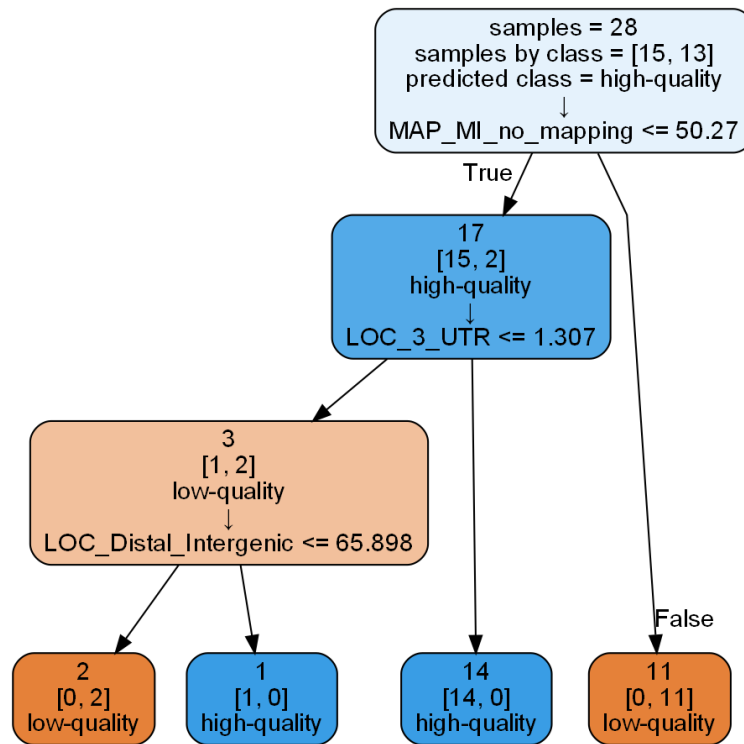 samples = 28
samples by class = [15, 13]
predicted class = high-quality
↓
MAP_MI_no_mapping <= 50.27
True
17
[15, 2]
high-quality
↓
LOC_3_UTR <= 1.307
3
[1, 2]
low-quality
↓
LOC_Distal_Intergenic <= 65.898
False
2
[0, 2]
low-quality
1
[1, 0]
high-quality
14
[14, 0]
high-quality
11
[0, 11]
low-quality